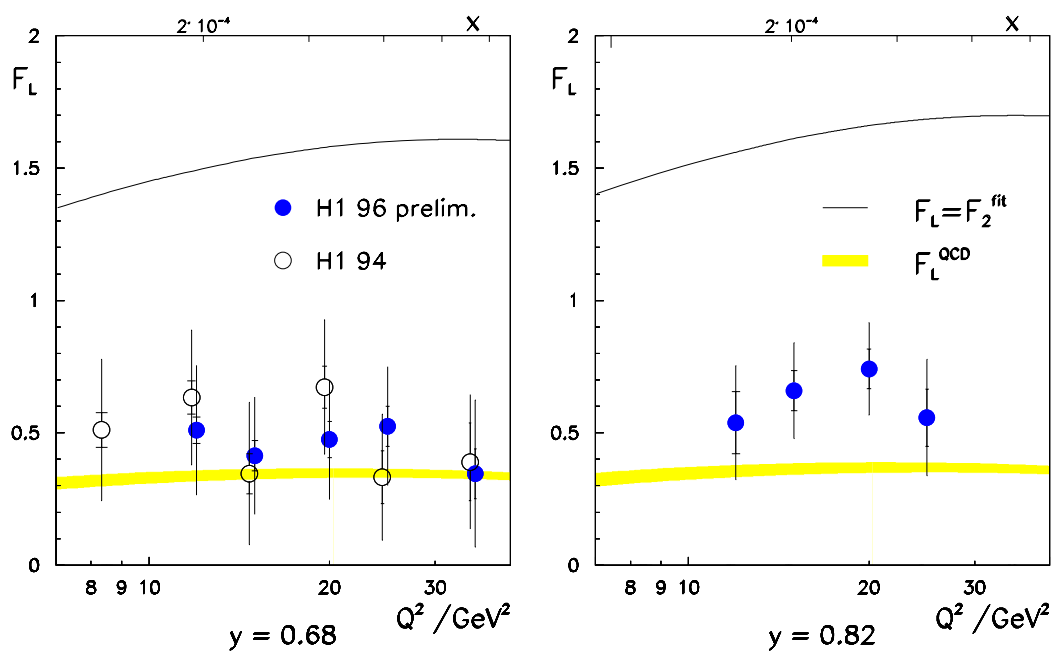 2· 10⁻⁴ x
2
F_L
1.5
1
0.5
0
H1 96 prelim.
H1 94
8 9 10 20 30
Q² /GeV²
y = 0.68
2· 10⁻⁴ x
2
F_L
1.5
1
0.5
0
F_L=F₂^fit
F_L^QCD
8 9 10 20 30
Q² /GeV²
y = 0.82